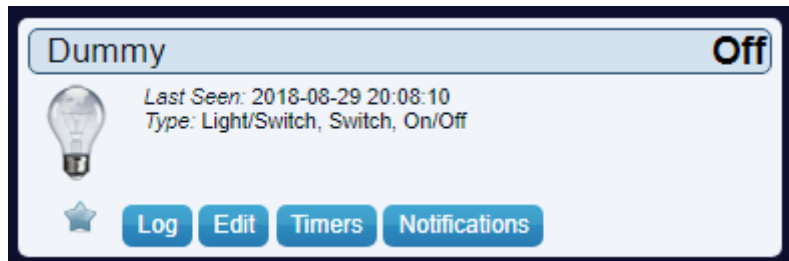 Dummy Off
Last Seen: 2018-08-29 20:08:10
Type: Light/Switch, Switch, On/Off
Log Edit Timers Notifications